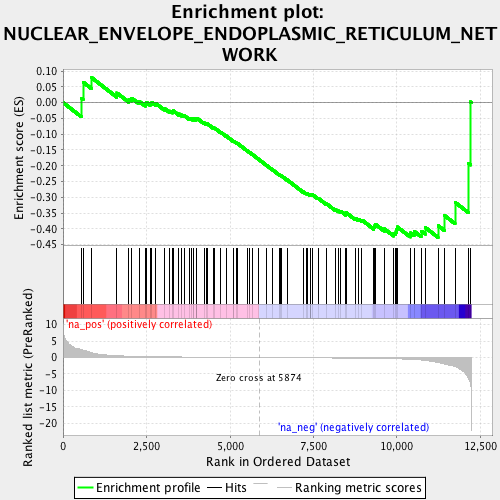 Enrichment plot:
NUCLEAR_ENVELOPE_ENDOPLASMIC_RETICULUM_NET
WORK
Enrichment score (ES)
0.10
0.05
0.00
-0.05
-0.10
-0.15
-0.20
-0.25
-0.30
-0.35
-0.40
-0.45
'na_pos' (positively correlated)
Ranked list metric (PreRanked)
10
5
0
-5
-10
-15
-20
Zero cross at 5874
'na_neg' (negatively correlated)
0
2,500
5,000
7,500
10,000
12,500
Rank in Ordered Dataset
Enrichment profile
Hits
Ranking metric scores